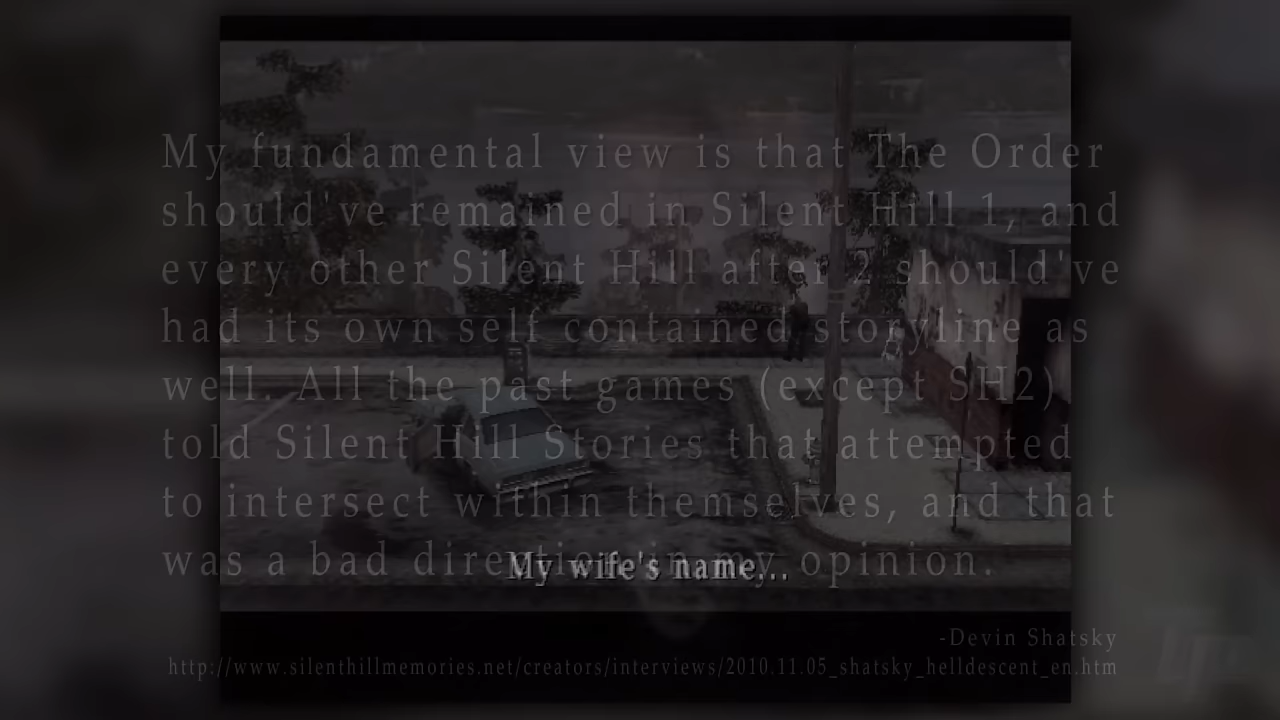 My fundamental view is that The Order
should've remained in Silent Hill 1, and
every other Silent Hill after 2 should've
had its own self contained storyline as
well. All the past games (except SH2)
told Silent Hill Stories that attempted
to intersect within themselves, and that
was a bad direction in my opinion.
My wife's name...
-Devin Shatsky
http://www.silenthillmemories.net/creators/interviews/2010.11.05_shatsky_helldescent_en.htm